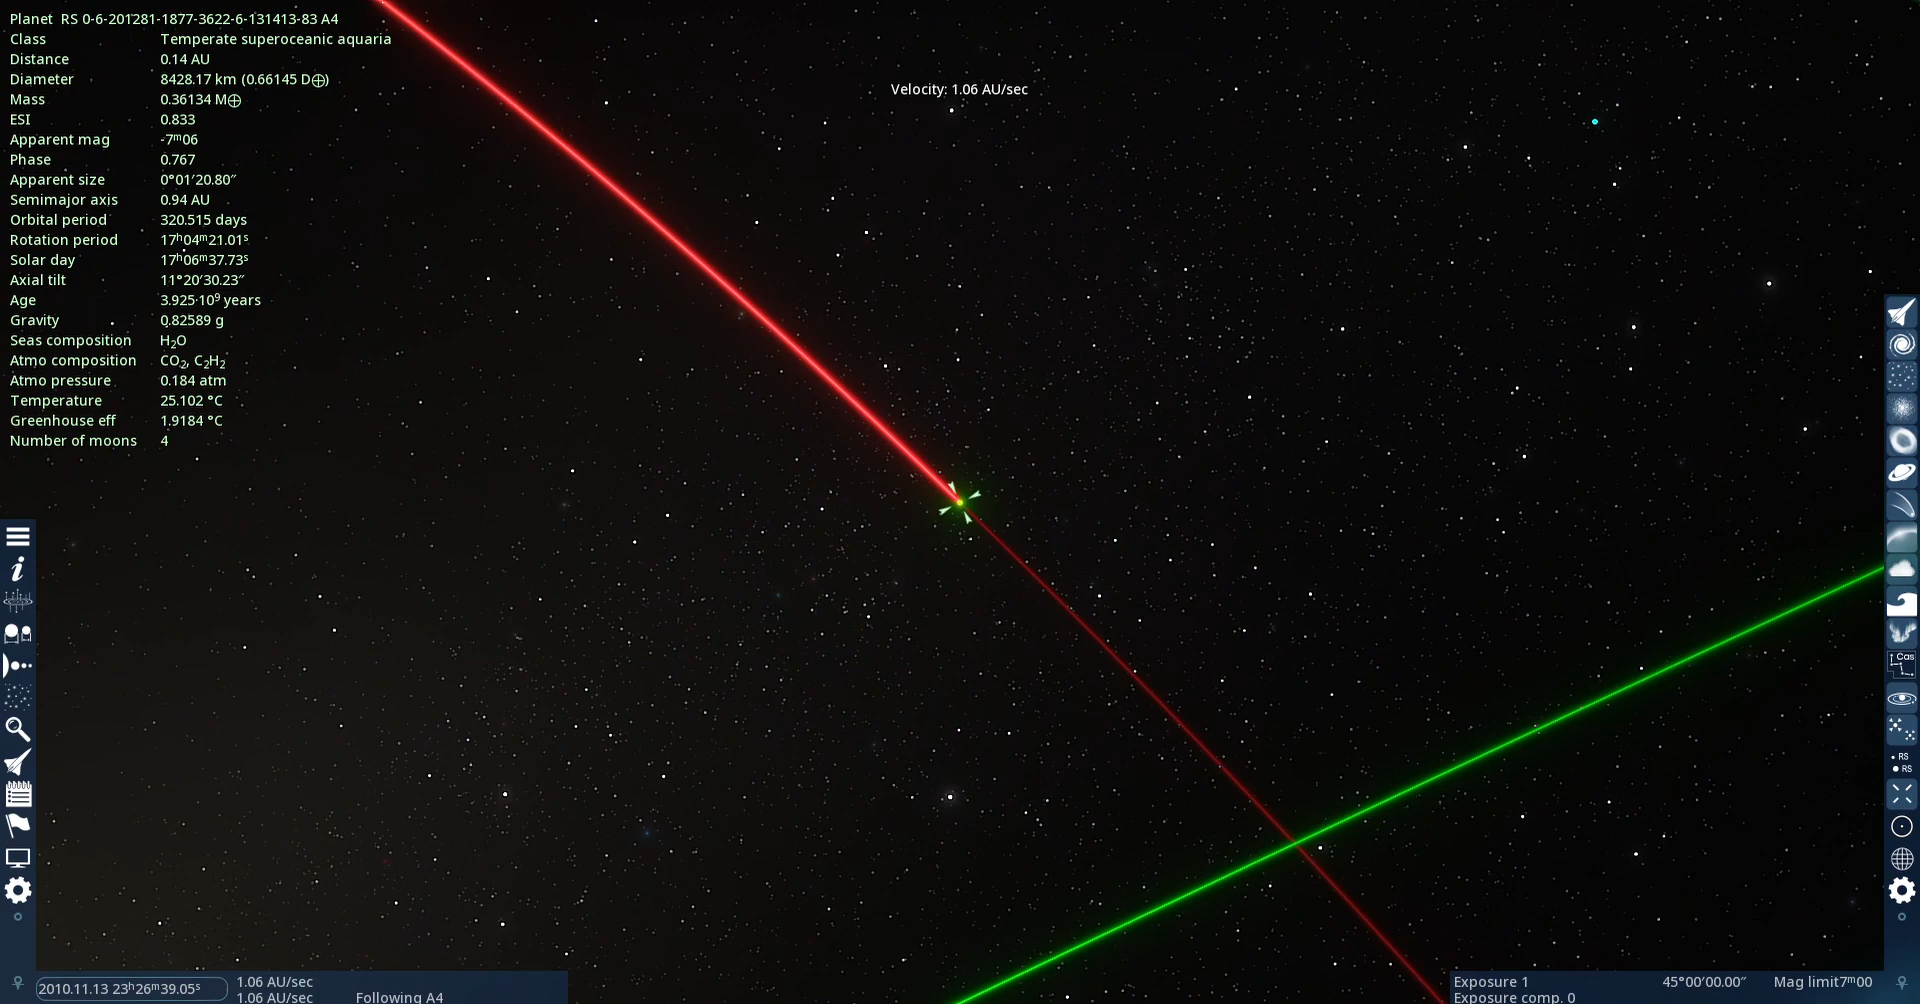 Planet RS 0-6-201281-1877-3622-6-131413-83 A4
Class Temperate superoceanic aquaria
Distance 0.14 AU
Diameter 8428.17 km (0.66145 D⊕)
Mass 0.36134 M⊕
ESI 0.833
Apparent mag -7ᵐ06
Phase 0.767
Apparent size 0°01′20.80″
Semimajor axis 0.94 AU
Orbital period 320.515 days
Rotation period 17ʰ04ᵐ21.01ˢ
Solar day 17ʰ06ᵐ37.73ˢ
Axial tilt 11°20′30.23″
Age 3.925·10⁹ years
Gravity 0.82589 g
Seas composition H₂O
Atmo composition CO₂, C₂H₂
Atmo pressure 0.184 atm
Temperature 25.102 °C
Greenhouse eff 1.9184 °C
Number of moons 4
Velocity: 1.06 AU/sec
Cas
RS
RS
2010.11.13 23ʰ26ᵐ39.05ˢ
1.06 AU/sec
1.06 AU/sec Following A4
Exposure 1 45°00′00.00″ Mag limit 7ᵐ00
Exposure comp. 0